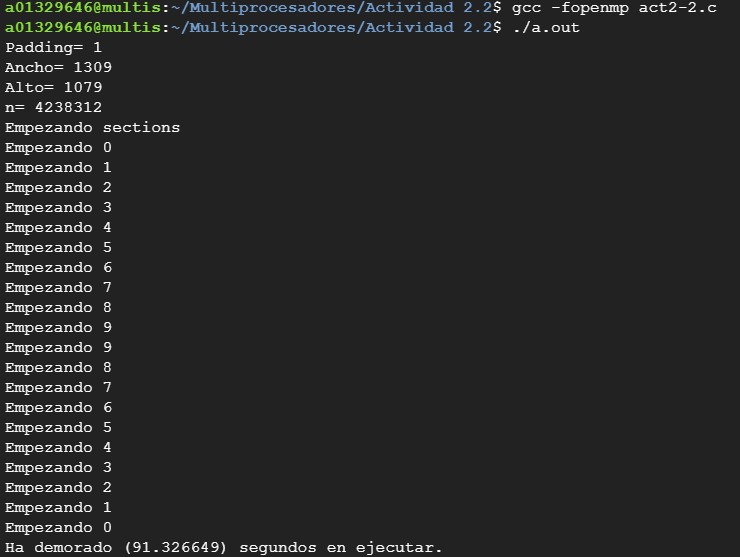 a01329646@multis:~/Multiprocesadores/Actividad 2.2$ gcc -fopenmp act2-2.c
a01329646@multis:~/Multiprocesadores/Actividad 2.2$ ./a.out
Padding= 1
Ancho= 1309
Alto= 1079
n= 4238312
Empezando sections
Empezando 0
Empezando 1
Empezando 2
Empezando 3
Empezando 4
Empezando 5
Empezando 6
Empezando 7
Empezando 8
Empezando 9
Empezando 9
Empezando 8
Empezando 7
Empezando 6
Empezando 5
Empezando 4
Empezando 3
Empezando 2
Empezando 1
Empezando 0
Ha demorado (91.326649) segundos en ejecutar.